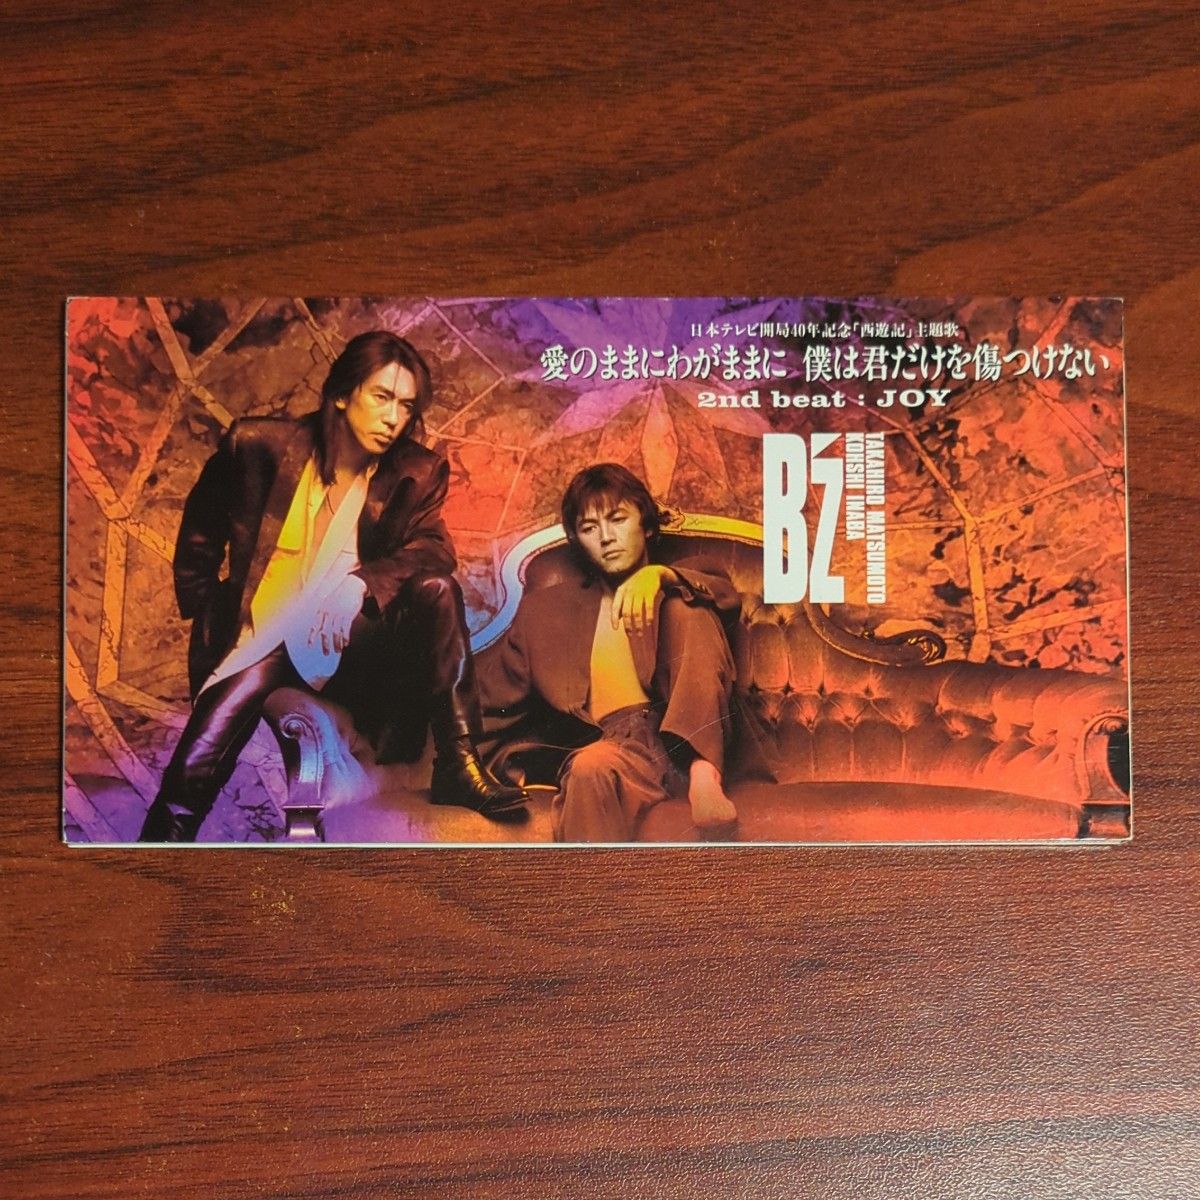 日本テレビ開局40年記念「西遊記」主題歌
愛のままにわがままに 僕は君だけを傷つけない
2nd beat : JOY
B'z
TAKAHIRO MATSUMOTO
KOHSHI INABA